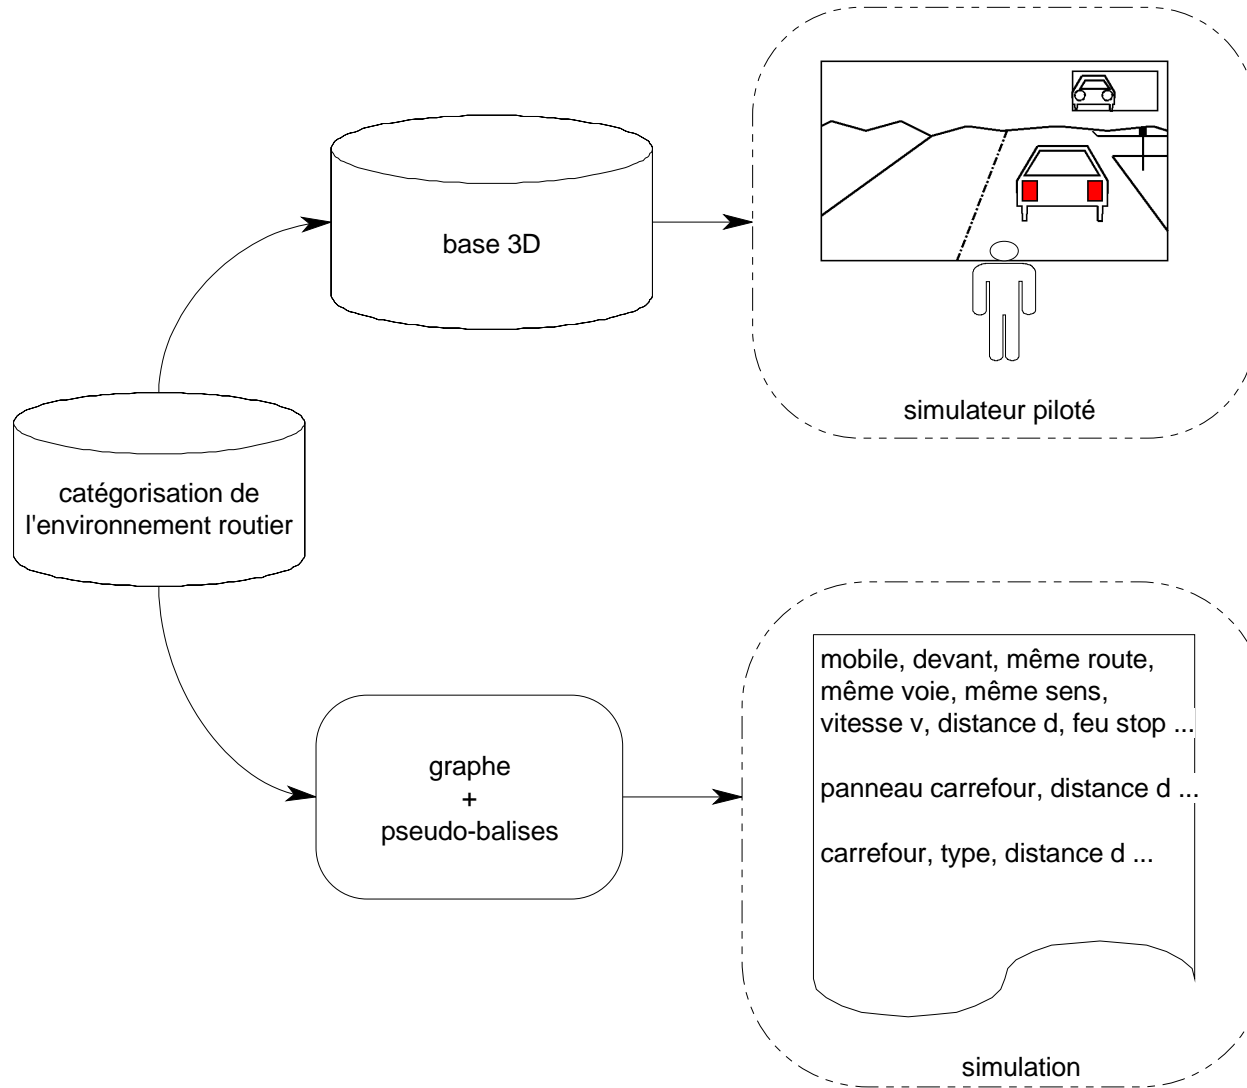 base 3D
simulateur piloté
catégorisation de
l'environnement routier
graphe
+
pseudo-balises
mobile, devant, même route,
même voie, même sens,
vitesse v, distance d, feu stop ...
panneau carrefour, distance d ...
carrefour, type, distance d ...
simulation